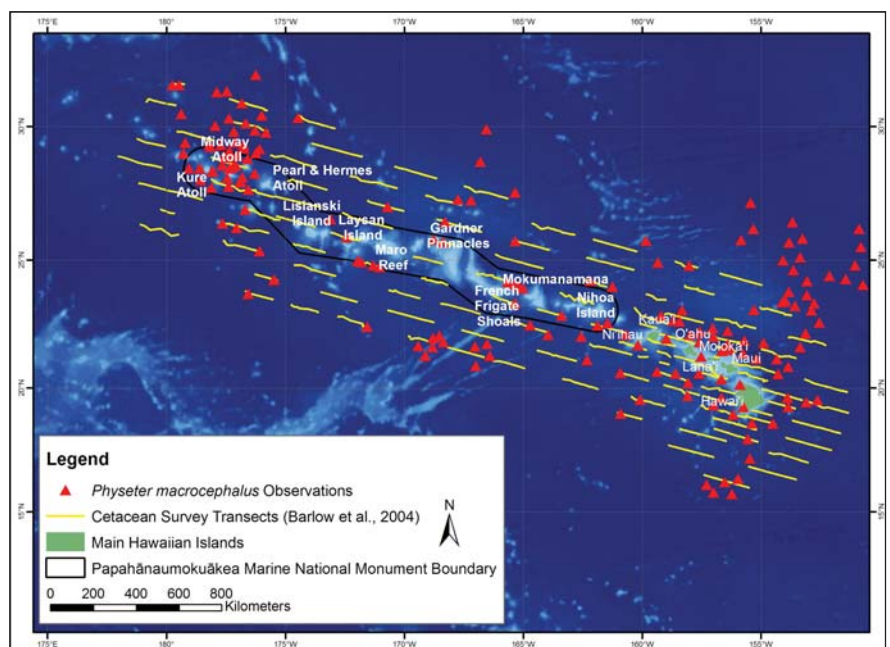 175°E 180° 175°W 170°W 165°W 160°W 155°W
30°N 30°N
Midway
Atoll
Kure
Atoll
Pearl & Hermes
Atoll
Lisianski
Island
Laysan
Island
Gardner
Pinnacles
Maro
Reef
25°N 25°N
Mokumanamana
French
Frigate
Shoals
Nihoa
Island
Kaua'i
Ni'ihau
O'ahu
Moloka'i
Maui
Lana'i
20°N 20°N
Hawai'i
Legend
Physeter macrocephalus Observations
Cetacean Survey Transects (Barlow et al., 2004)
Main Hawaiian Islands
Papahānaumokuākea Marine National Monument Boundary
N
0 200 400 600 800
Kilometers
15°N 15°N
175°E 180° 175°W 170°W 165°W 160°W 155°W